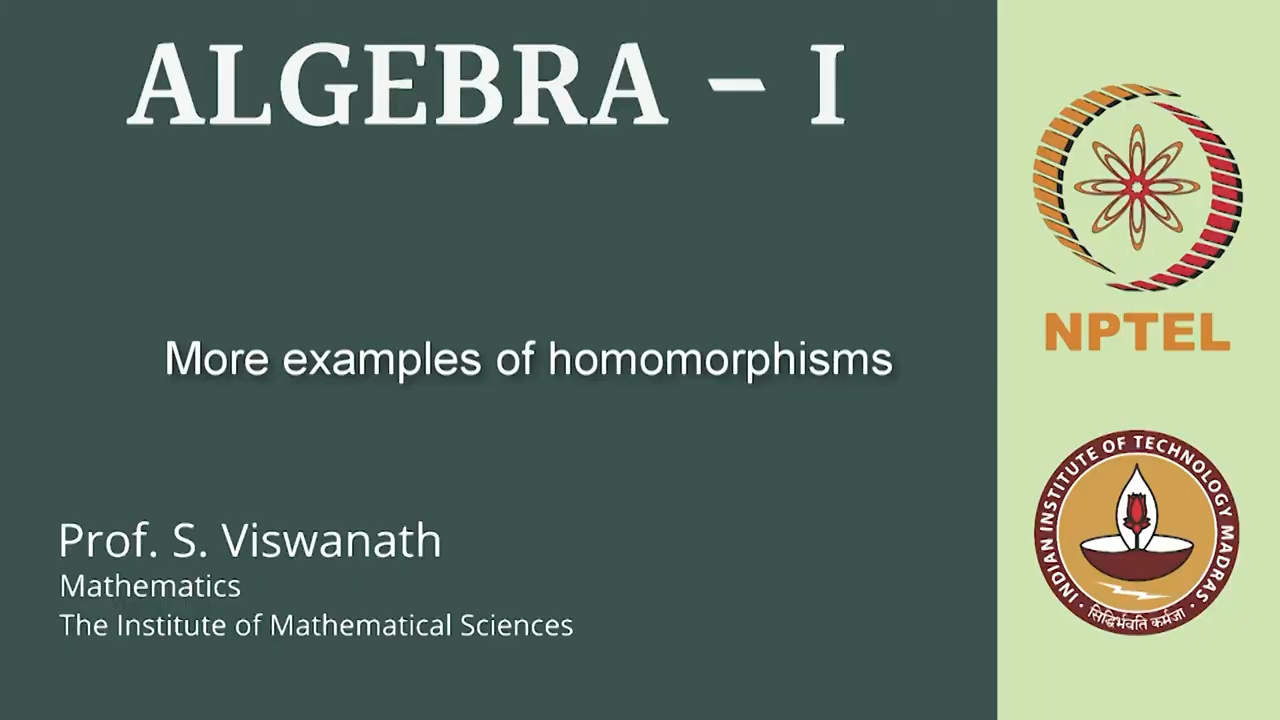 ALGEBRA – I
More examples of homomorphisms
Prof. S. Viswanath
Mathematics
The Institute of Mathematical Sciences
NPTEL
INDIAN INSTITUTE OF TECHNOLOGY MADRAS
सिद्धिर्भवति कर्मजा